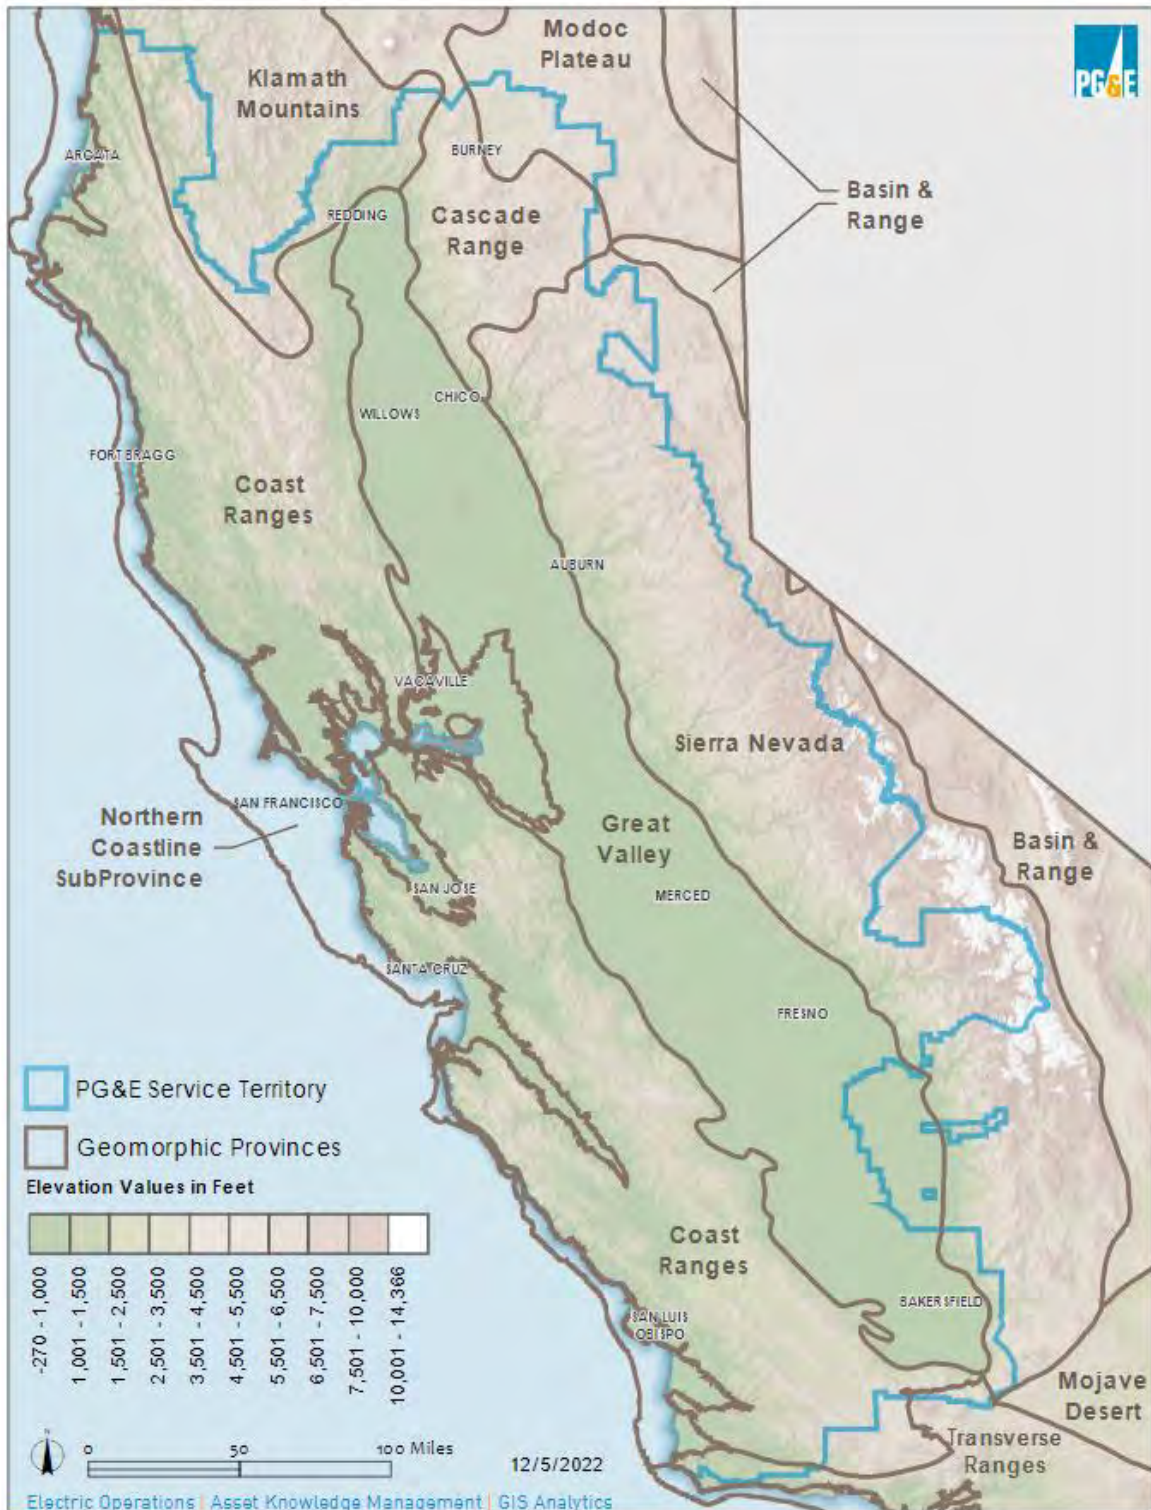 Modoc
Plateau
PG&E
Klamath
Mountains
ARCATA
BURNEY
Basin &
Range
REDDING
Cascade
Range
CHICO
WILLOWS
FORT BRAGG
Coast
Ranges
AUBURN
VACAVILLE
Sierra Nevada
SAN FRANCISCO
Northern
Coastline
SubProvince
Great
Valley
Basin &
Range
SAN JOSE
MERCED
SANTA CRUZ
FRESNO
PG&E Service Territory
Geomorphic Provinces
Elevation Values in Feet
-270 - 1,000
1,001 - 1,500
1,501 - 2,500
2,501 - 3,500
3,501 - 4,500
4,501 - 5,500
5,501 - 6,500
6,501 - 7,500
7,501 - 10,000
10,001 - 14,366
Coast
Ranges
BAKERSFIELD
SAN LUIS
OBISPO
Mojave
Desert
Transverse
Ranges
N
0 50 100 Miles
12/5/2022
Electric Operations | Asset Knowledge Management | GIS Analytics